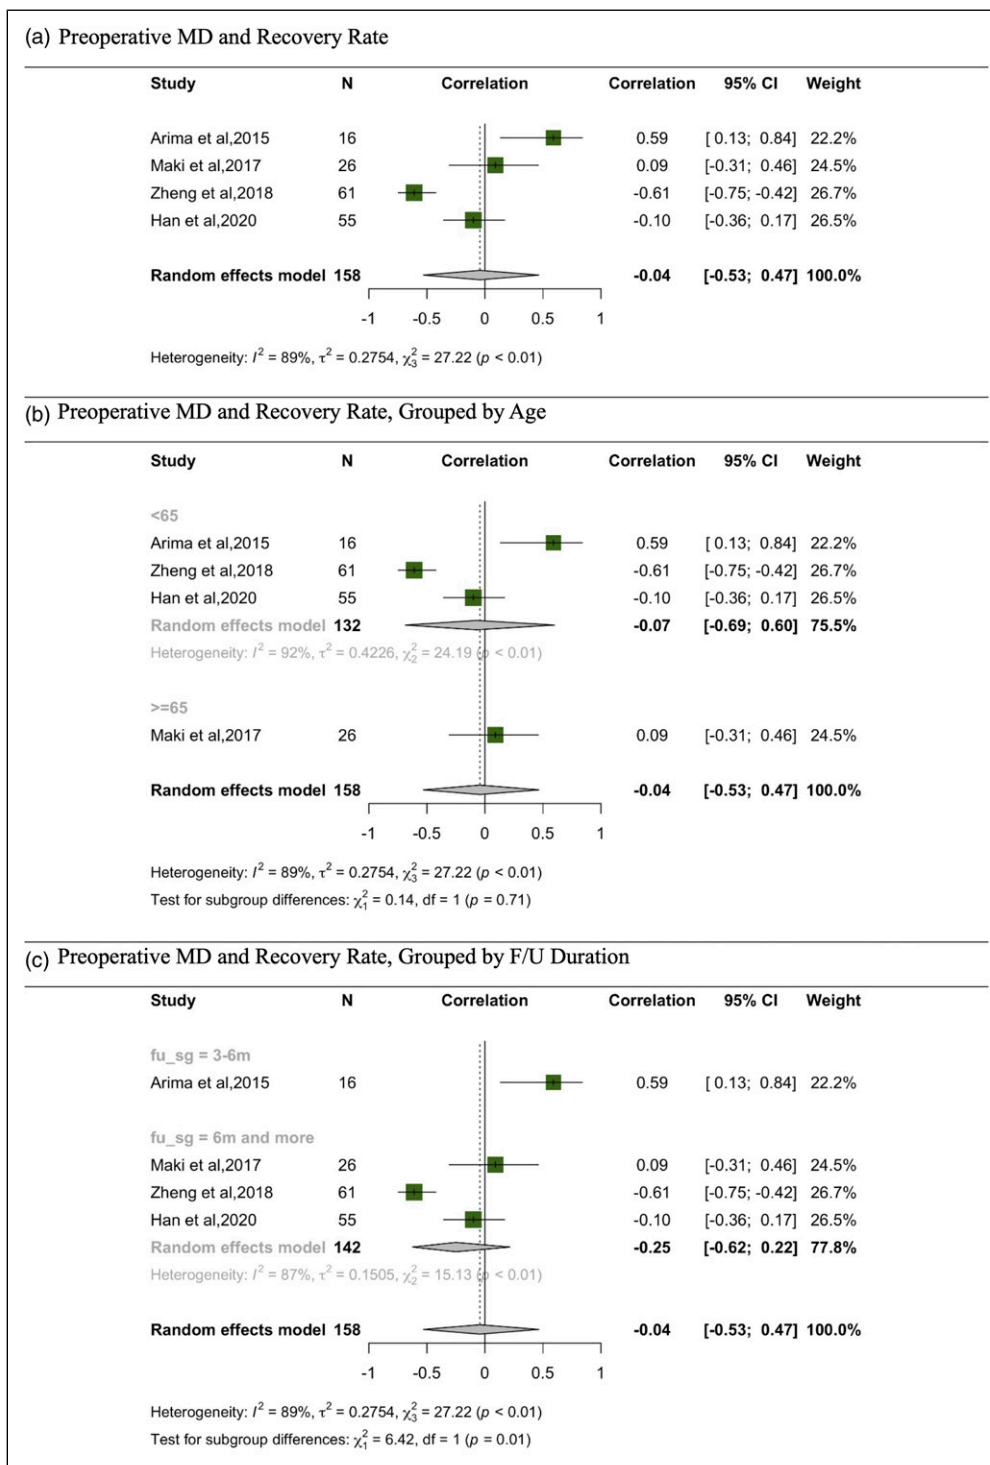 (a) Preoperative MD and Recovery Rate
Study N Correlation Correlation 95% CI Weight
Arima et al,2015 16 0.59 [ 0.13; 0.84] 22.2%
Maki et al,2017 26 0.09 [-0.31; 0.46] 24.5%
Zheng et al,2018 61 -0.61 [-0.75; -0.42] 26.7%
Han et al,2020 55 -0.10 [-0.36; 0.17] 26.5%
Random effects model 158 -0.04 [-0.53; 0.47] 100.0%
-1 -0.5 0 0.5 1
Heterogeneity: I² = 89%, τ² = 0.2754, χ²₃ = 27.22 (p < 0.01)
(b) Preoperative MD and Recovery Rate, Grouped by Age
Study N Correlation Correlation 95% CI Weight
<65
Arima et al,2015 16 0.59 [ 0.13; 0.84] 22.2%
Zheng et al,2018 61 -0.61 [-0.75; -0.42] 26.7%
Han et al,2020 55 -0.10 [-0.36; 0.17] 26.5%
Random effects model 132 -0.07 [-0.69; 0.60] 75.5%
Heterogeneity: I² = 92%, τ² = 0.4226, χ²₂ = 24.19 (p < 0.01)
>=65
Maki et al,2017 26 0.09 [-0.31; 0.46] 24.5%
Random effects model 158 -0.04 [-0.53; 0.47] 100.0%
-1 -0.5 0 0.5 1
Heterogeneity: I² = 89%, τ² = 0.2754, χ²₃ = 27.22 (p < 0.01)
Test for subgroup differences: χ²₁ = 0.14, df = 1 (p = 0.71)
(c) Preoperative MD and Recovery Rate, Grouped by F/U Duration
Study N Correlation Correlation 95% CI Weight
fu_sg = 3-6m
Arima et al,2015 16 0.59 [ 0.13; 0.84] 22.2%
fu_sg = 6m and more
Maki et al,2017 26 0.09 [-0.31; 0.46] 24.5%
Zheng et al,2018 61 -0.61 [-0.75; -0.42] 26.7%
Han et al,2020 55 -0.10 [-0.36; 0.17] 26.5%
Random effects model 142 -0.25 [-0.62; 0.22] 77.8%
Heterogeneity: I² = 87%, τ² = 0.1505, χ²₂ = 15.13 (p < 0.01)
Random effects model 158 -0.04 [-0.53; 0.47] 100.0%
-1 -0.5 0 0.5 1
Heterogeneity: I² = 89%, τ² = 0.2754, χ²₃ = 27.22 (p < 0.01)
Test for subgroup differences: χ²₁ = 6.42, df = 1 (p = 0.01)